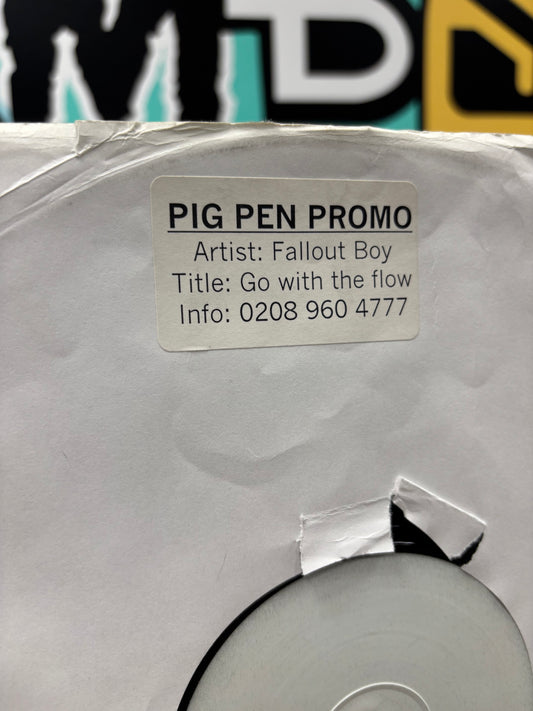 PIG PEN PROMO
Artist: Fallout Boy
Title: Go with the flow
Info: 0208 960 4777